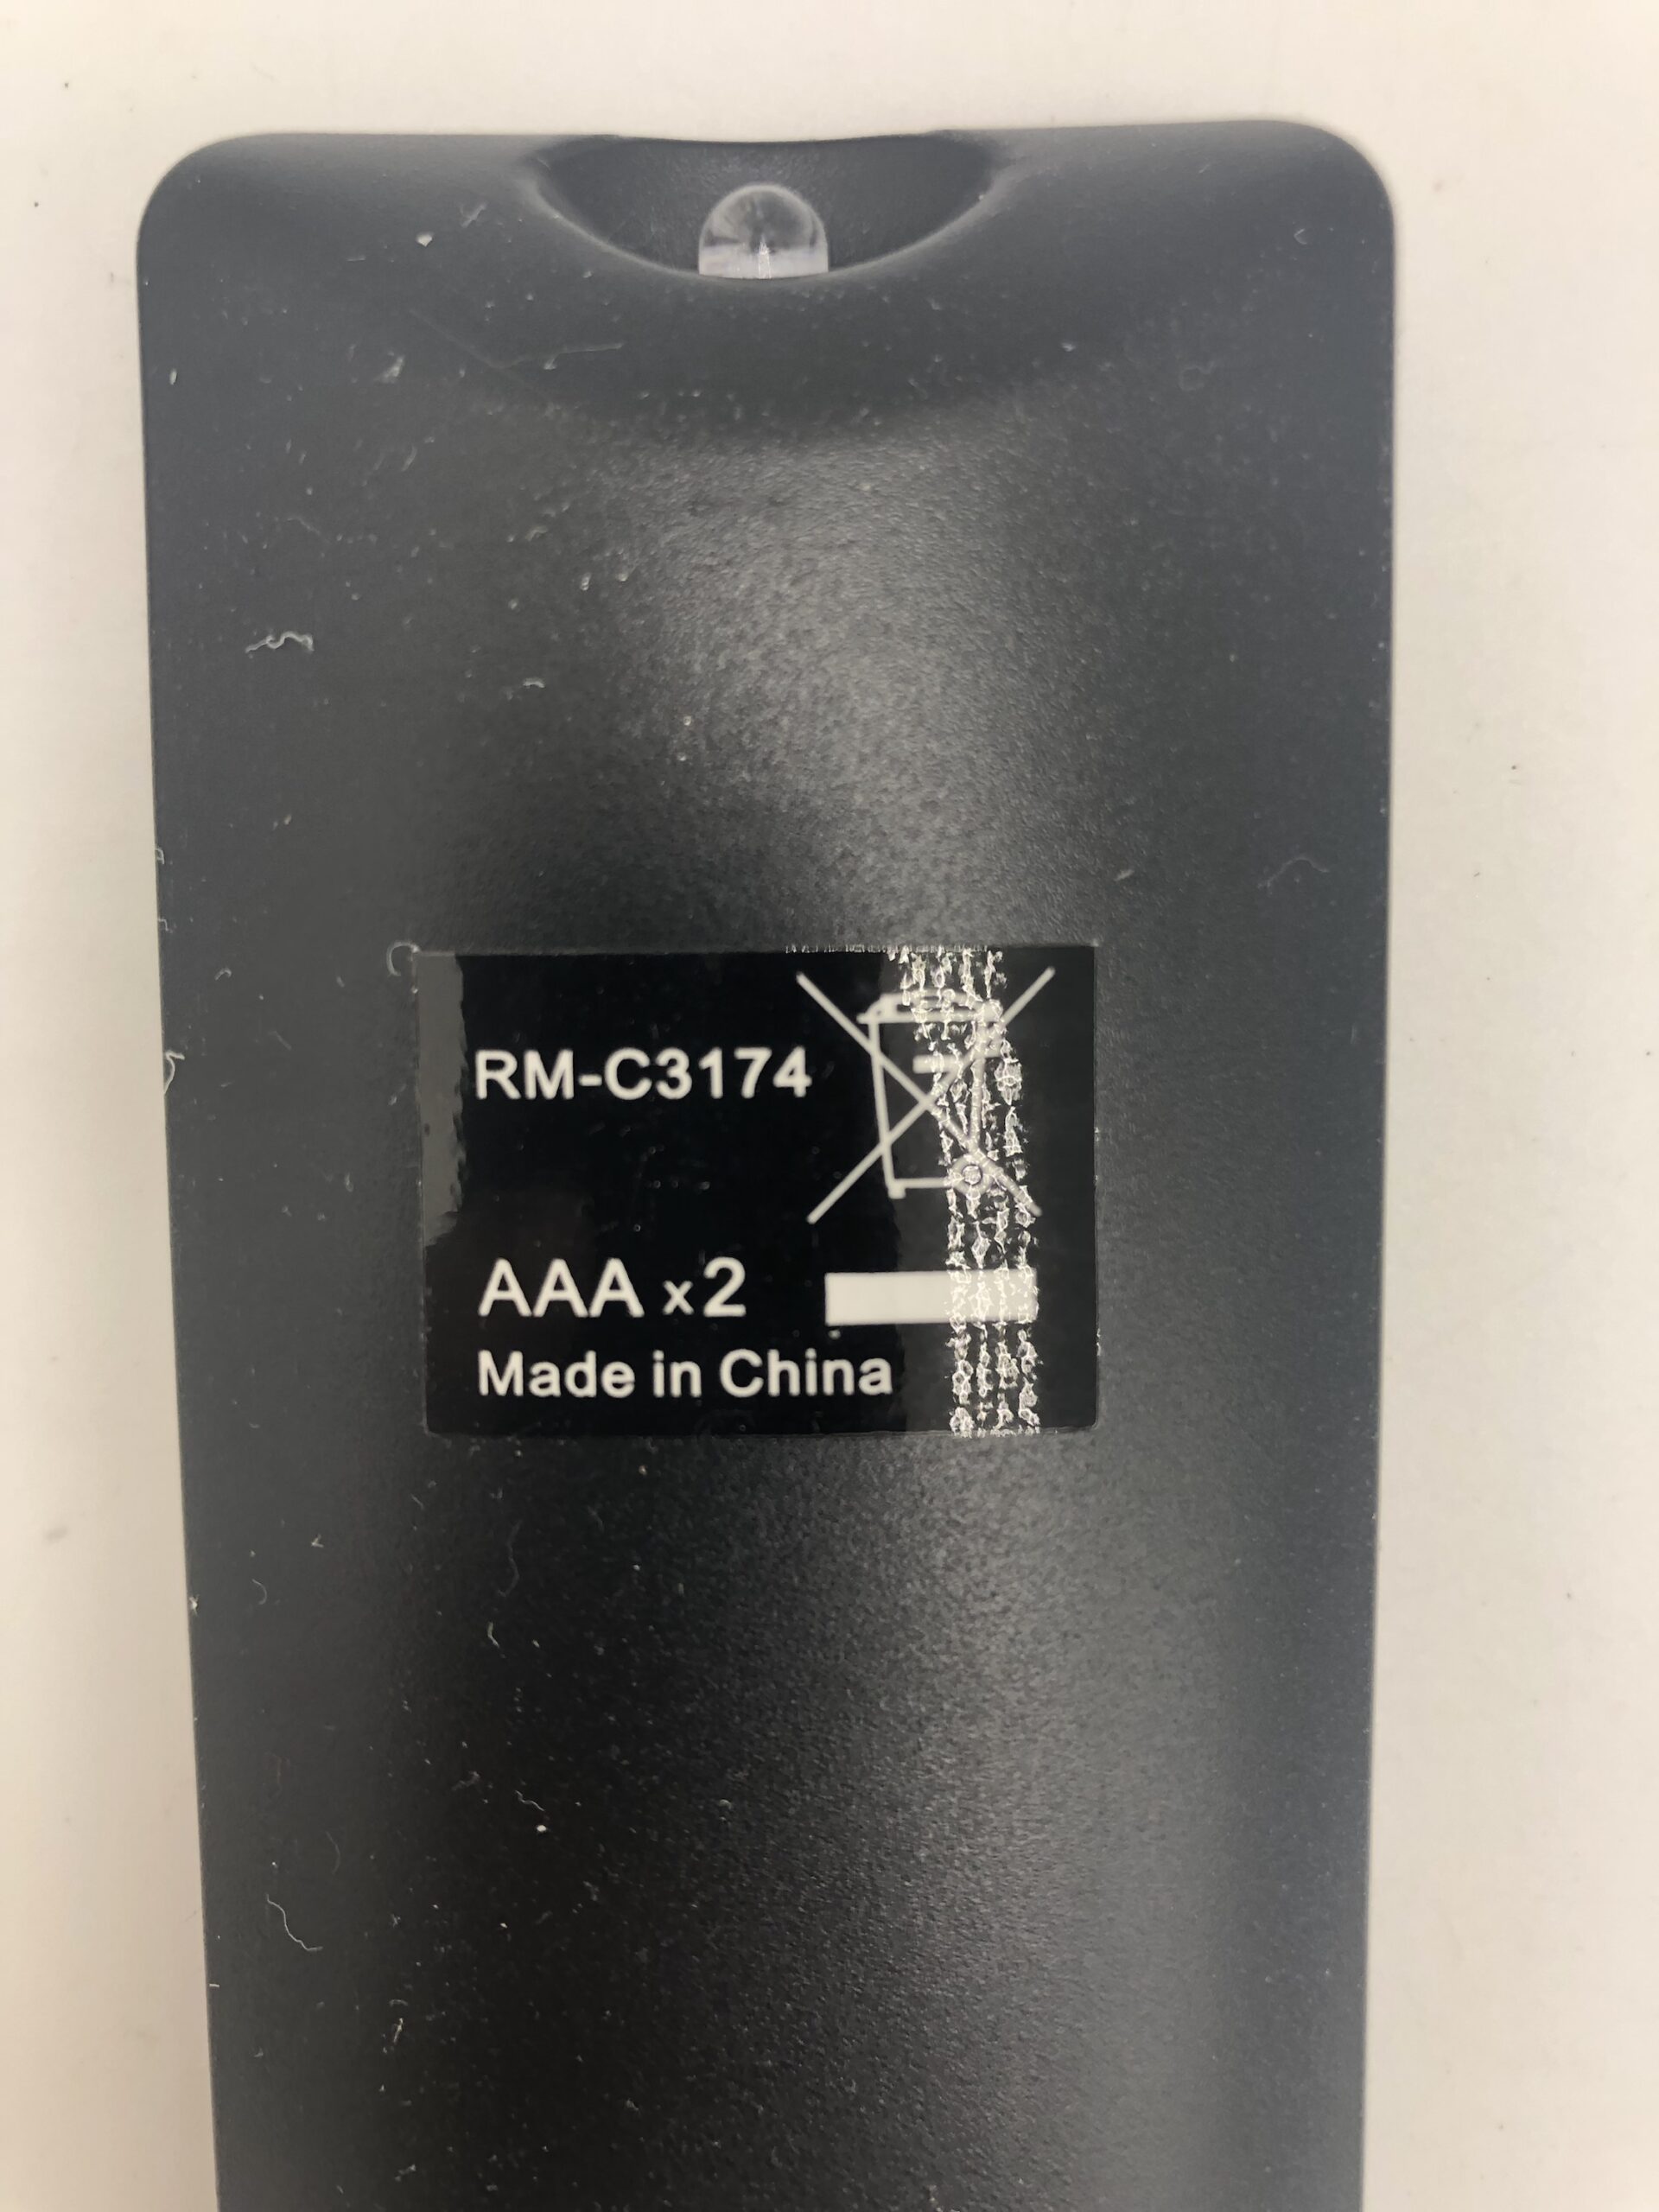 RM-C3174
AAA x2
Made in China